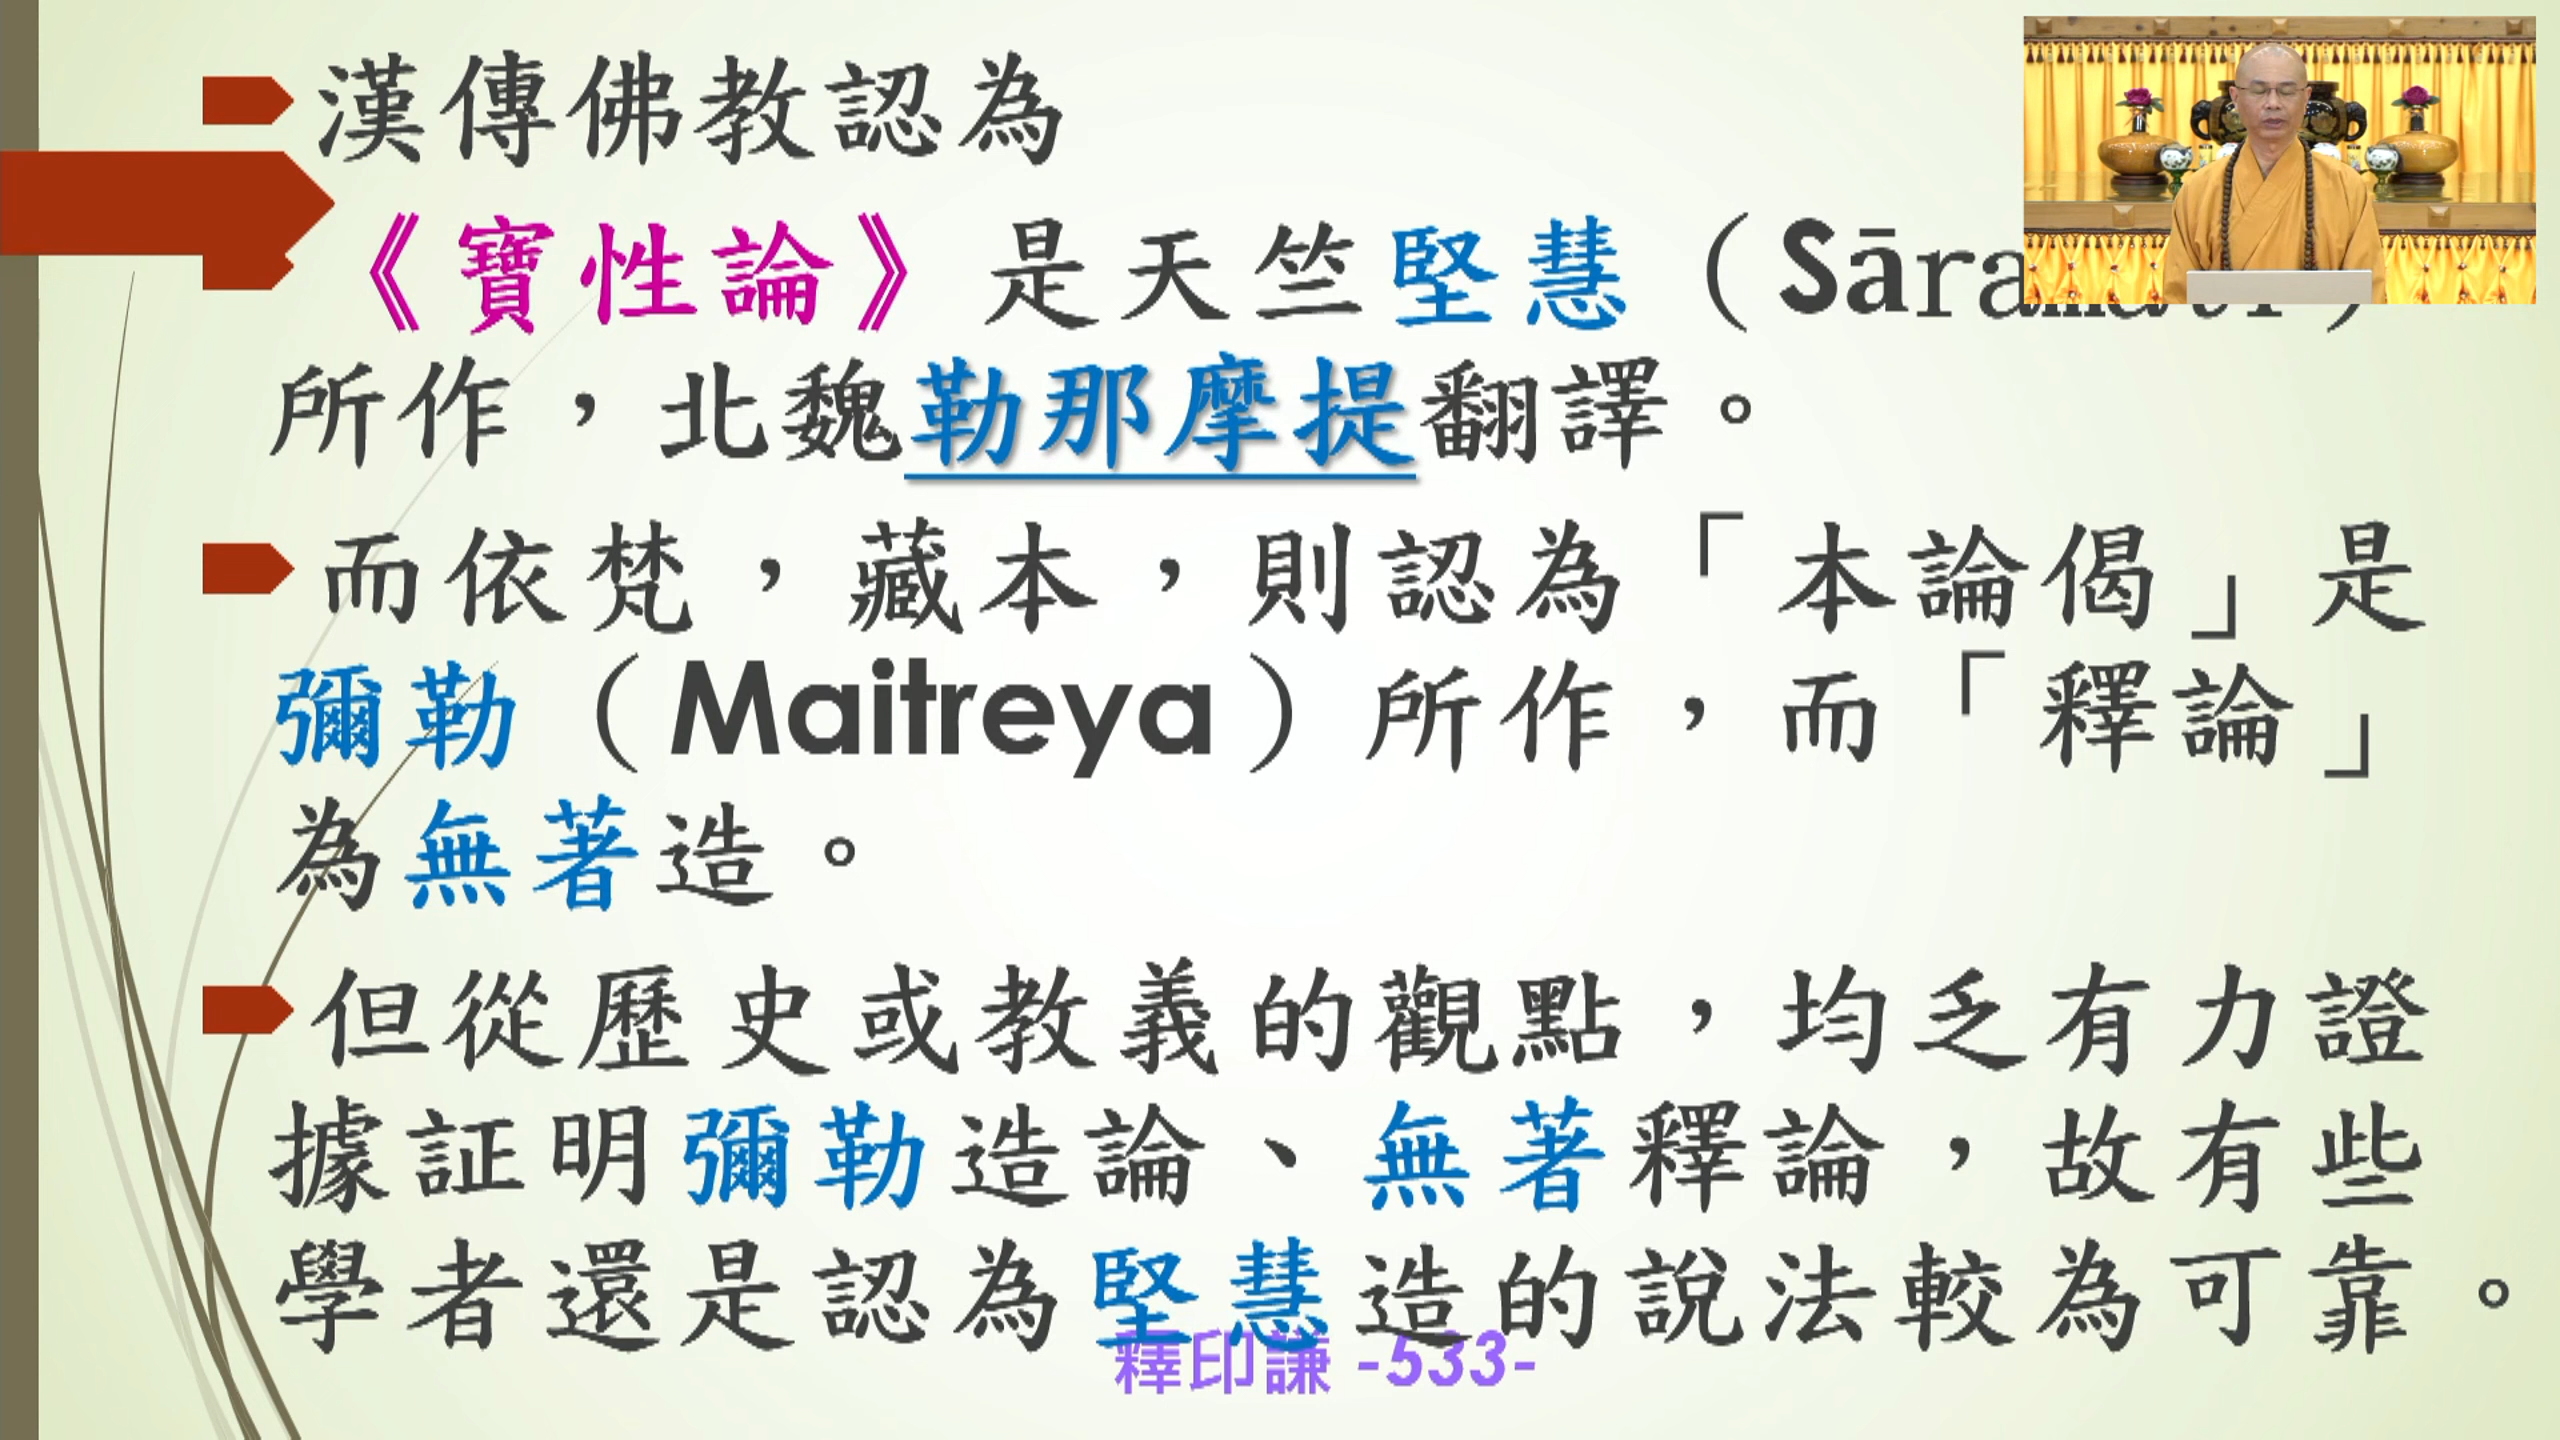 漢傳佛教認為
《寶性論》是天竺堅慧（Sāramati）
所作，北魏勒那摩提翻譯。
而依梵，藏本，則認為「本論偈」是
彌勒（Maitreya）所作，而「釋論」
為無著造。
但從歷史或教義的觀點，均乏有力證
據証明彌勒造論、無著釋論，故有些
學者還是認為堅慧造的說法較為可靠。
釋印謙 -533-